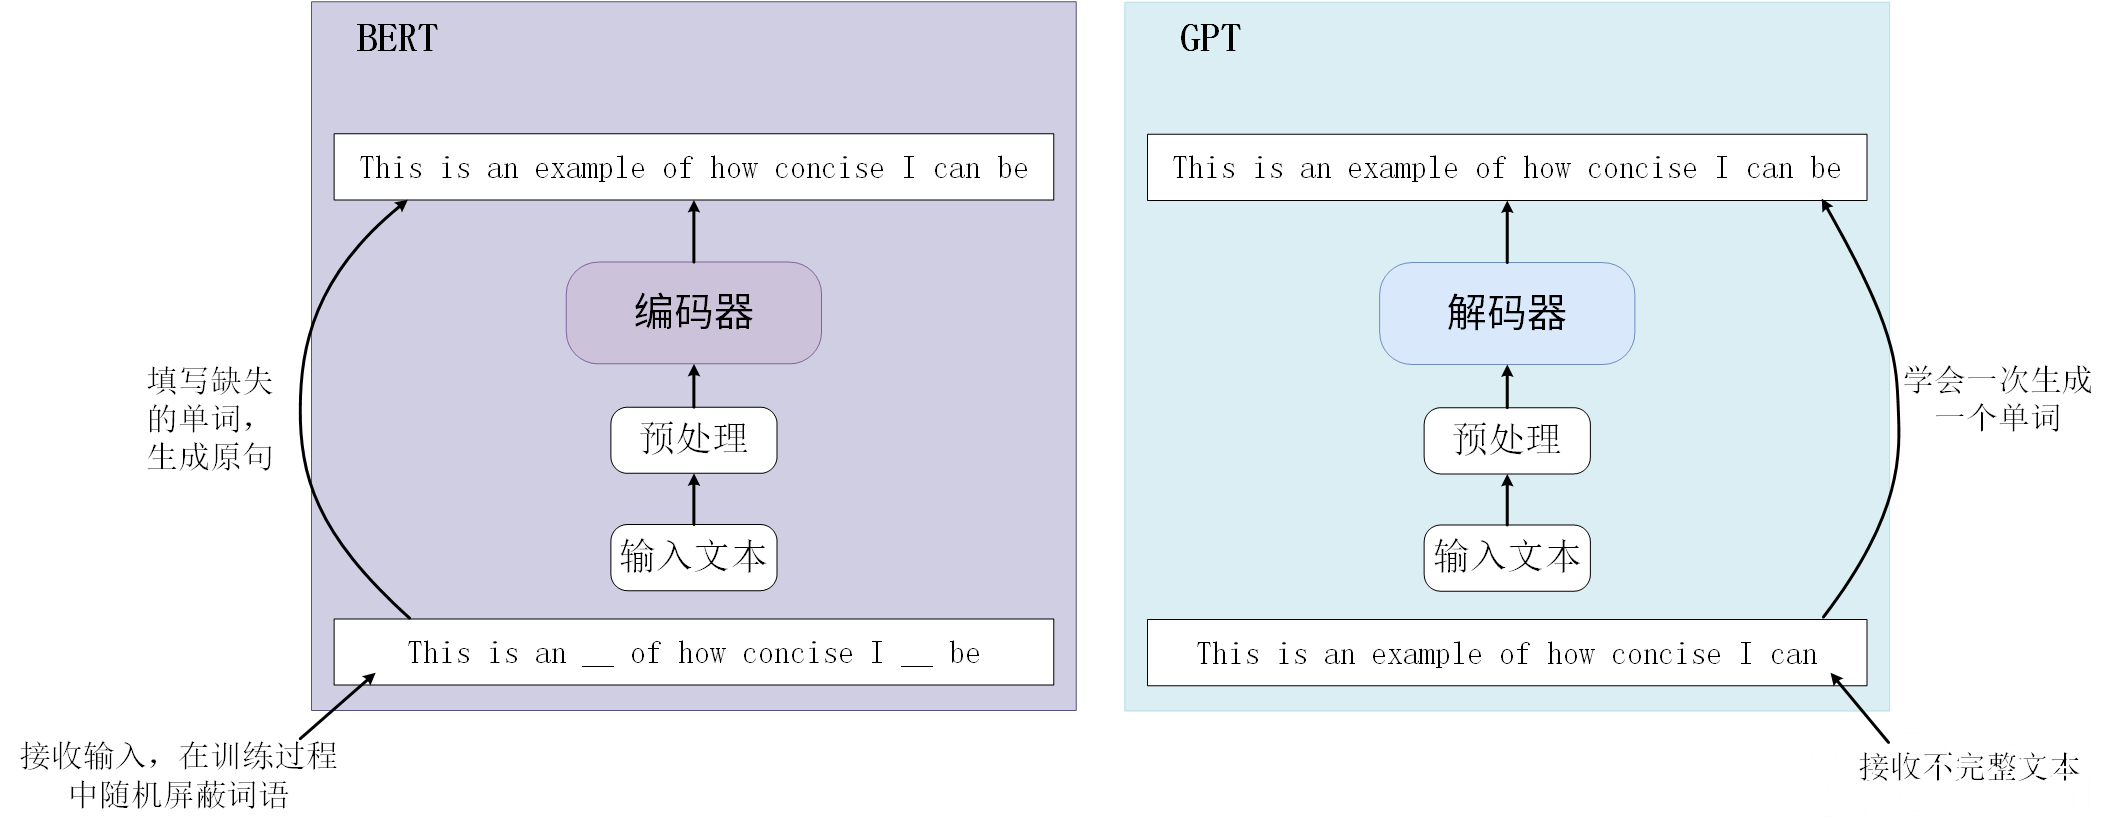 BERT
This is an example of how concise I can be
编码器
预处理
输入文本
This is an __ of how concise I __ be
填写缺失
的单词，
生成原句
接收输入，在训练过程
中随机屏蔽词语
GPT
This is an example of how concise I can be
解码器
预处理
输入文本
This is an example of how concise I can
学会一次生成
一个单词
接收不完整文本